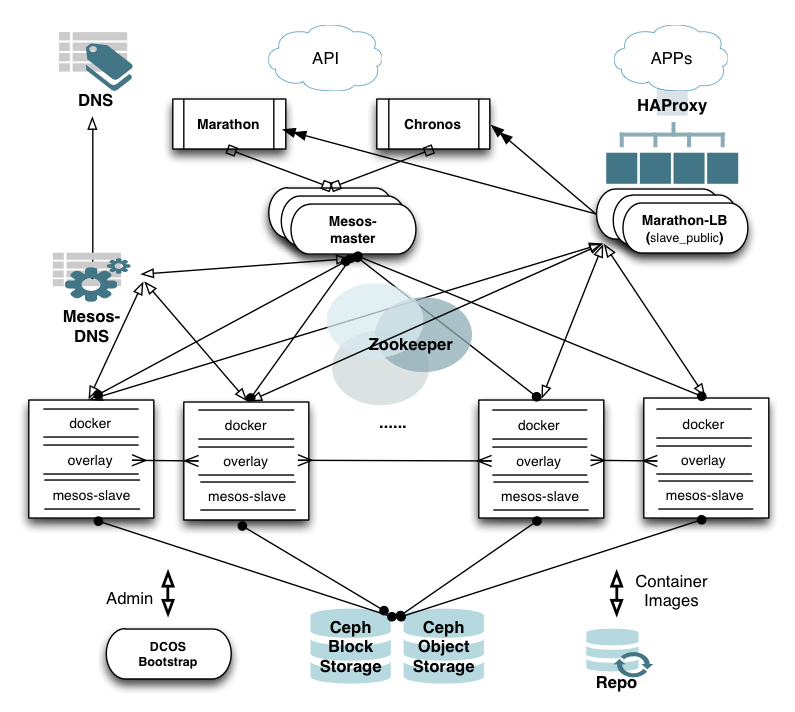 API
APPs
DNS
HAProxy
Marathon
Chronos
Mesos-
master
Marathon-LB
(slave_public)
Mesos-
DNS
Zookeeper
......
docker
overlay
mesos-slave
docker
overlay
mesos-slave
docker
overlay
mesos-slave
docker
overlay
mesos-slave
Admin
DCOS
Bootstrap
Ceph
Block
Storage
Ceph
Object
Storage
Container
Images
Repo